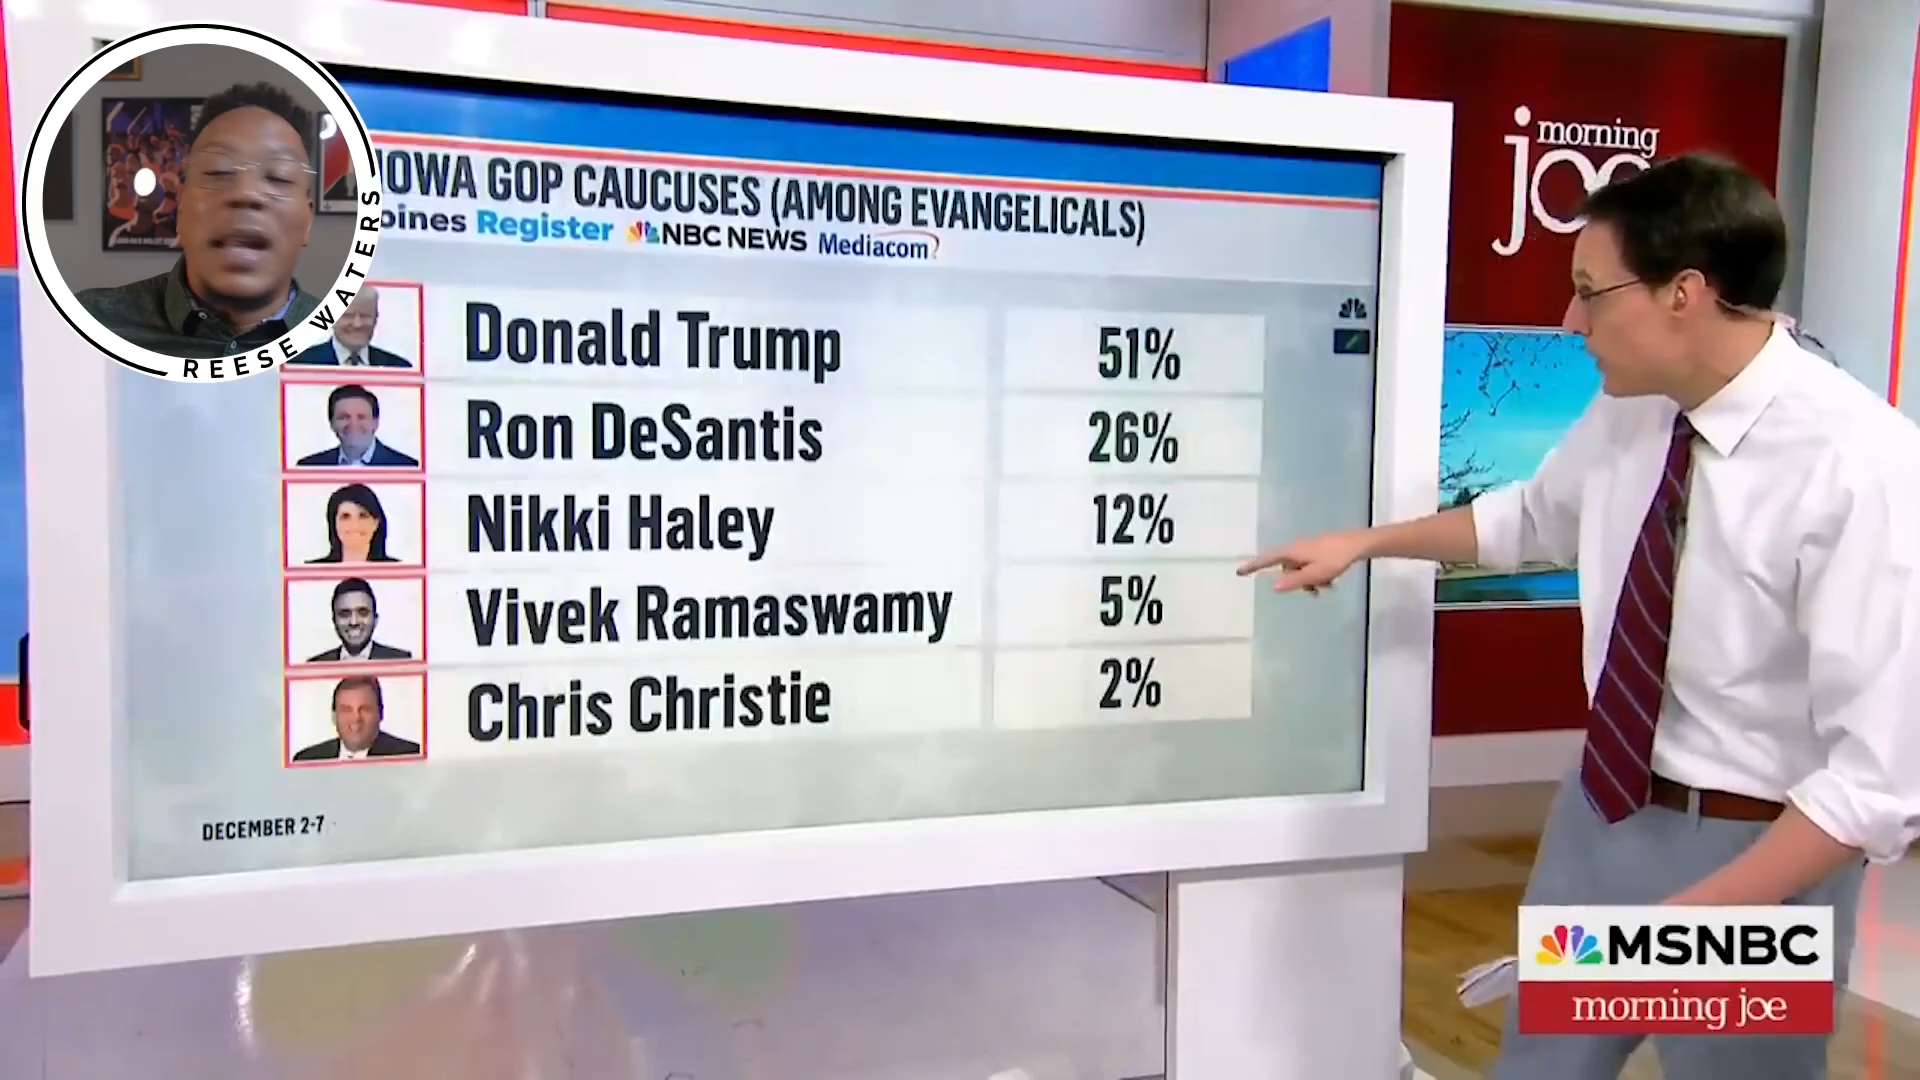 REESE WATERS
IOWA GOP CAUCUSES (AMONG EVANGELICALS)
oines Register NBC NEWS Mediacom
Donald Trump 51%
Ron DeSantis 26%
Nikki Haley 12%
Vivek Ramaswamy 5%
Chris Christie 2%
DECEMBER 2-7
morning
joe
MSNBC
morning joe